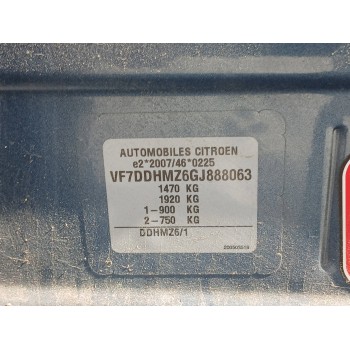 AUTOMOBILES CITROEN
e2*2007/46*0225
VF7DDHMZ6GJ888063
1470 KG
1920 KG
1-900 KG
2-750 KG
DDHMZ6/1